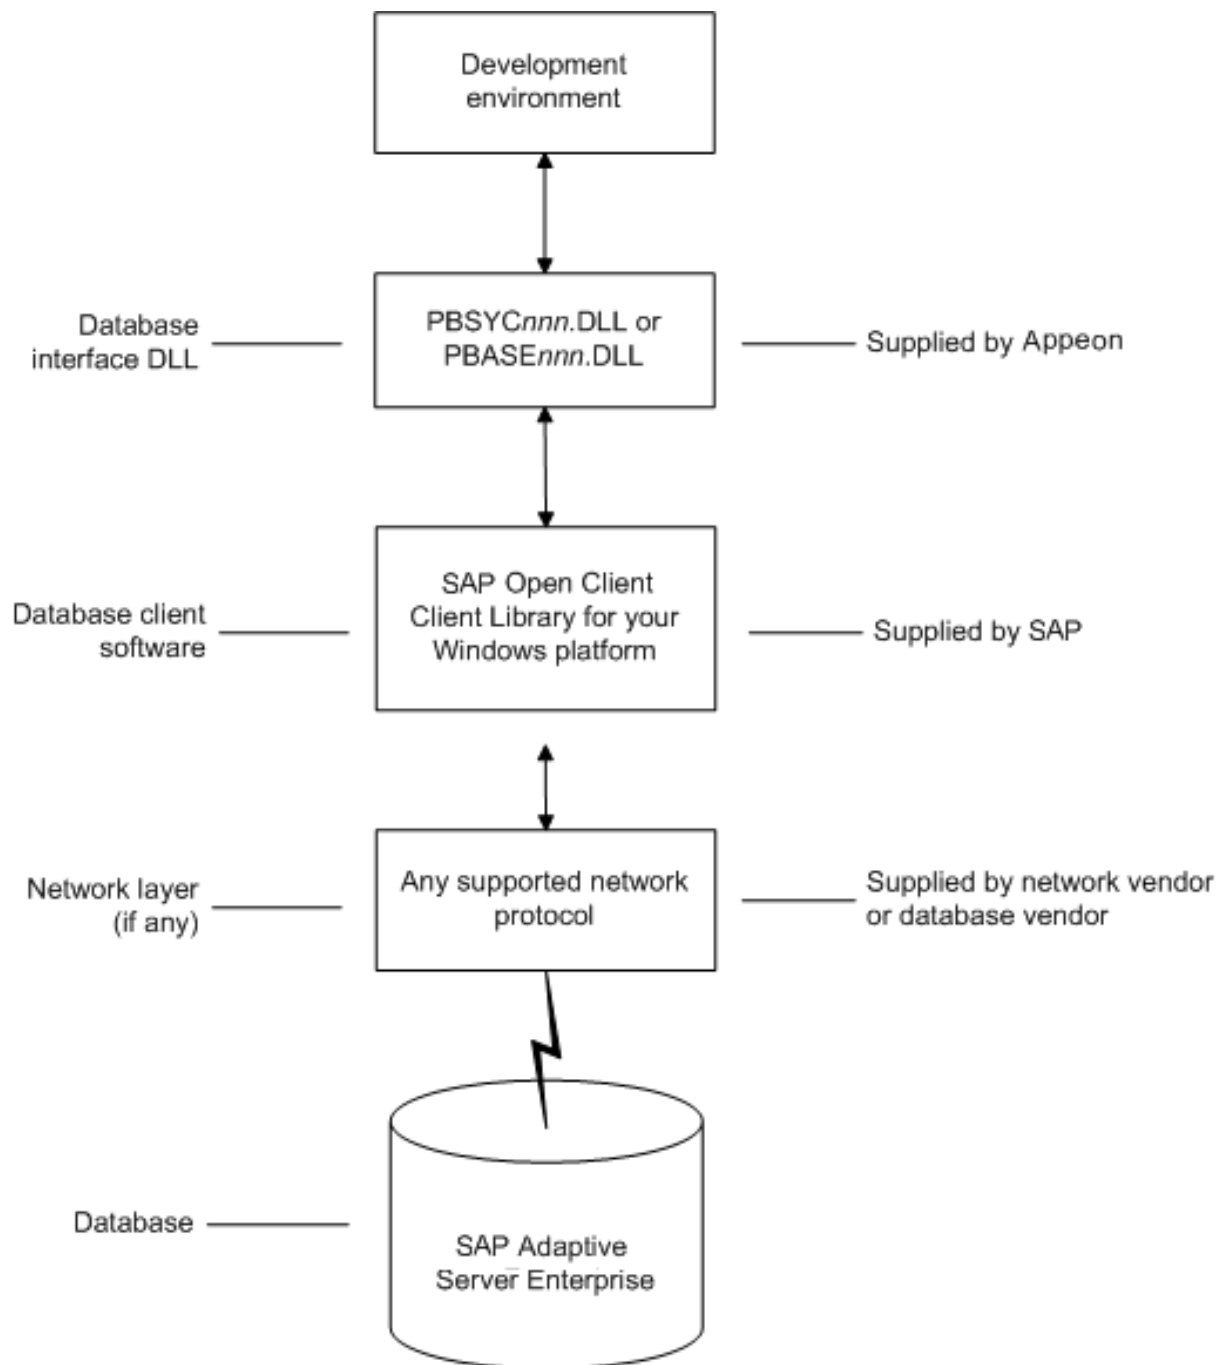 Development
environment
Database
interface DLL
PBSYCnnn.DLL or
PBASEnnn.DLL
Supplied by Appeon
Database client
software
SAP Open Client
Client Library for your
Windows platform
Supplied by SAP
Network layer
(if any)
Any supported network
protocol
Supplied by network vendor
or database vendor
Database
SAP Adaptive
Server Enterprise